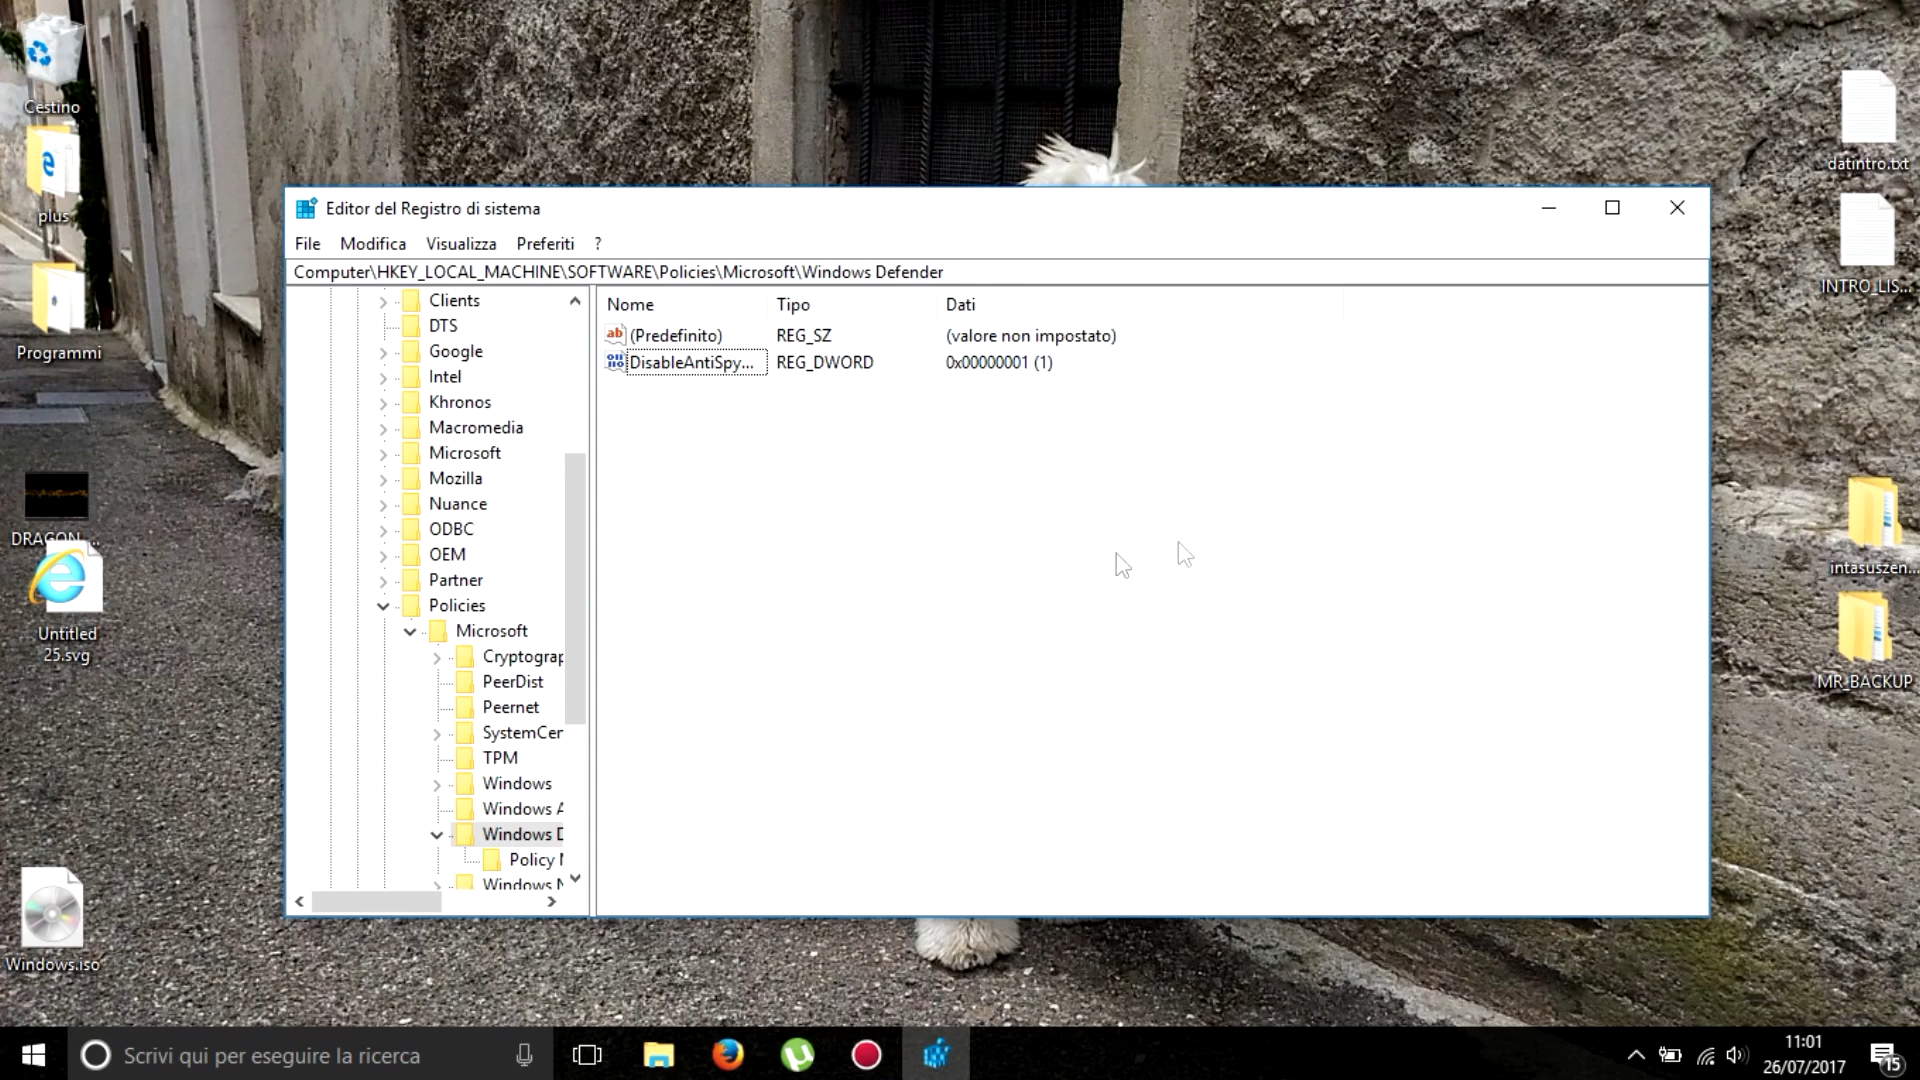 Cestino
plus
Programmi
DRAGON_...
Untitled
25.svg
Windows.iso
Editor del Registro di sistema
File Modifica Visualizza Preferiti ?
Computer\HKEY_LOCAL_MACHINE\SOFTWARE\Policies\Microsoft\Windows Defender
Clients
DTS
Google
Intel
Khronos
Macromedia
Microsoft
Mozilla
Nuance
ODBC
OEM
Partner
Policies
Microsoft
Cryptograp
PeerDist
Peernet
SystemCer
TPM
Windows
Windows A
Windows D
Policy M
Windows N
Nome Tipo Dati
(Predefinito) REG_SZ (valore non impostato)
DisableAntiSpy... REG_DWORD 0x00000001 (1)
datintro.txt
INTRO_LIS...
intasuszen...
MR_BACKUP
Scrivi qui per eseguire la ricerca
11:01
26/07/2017
15